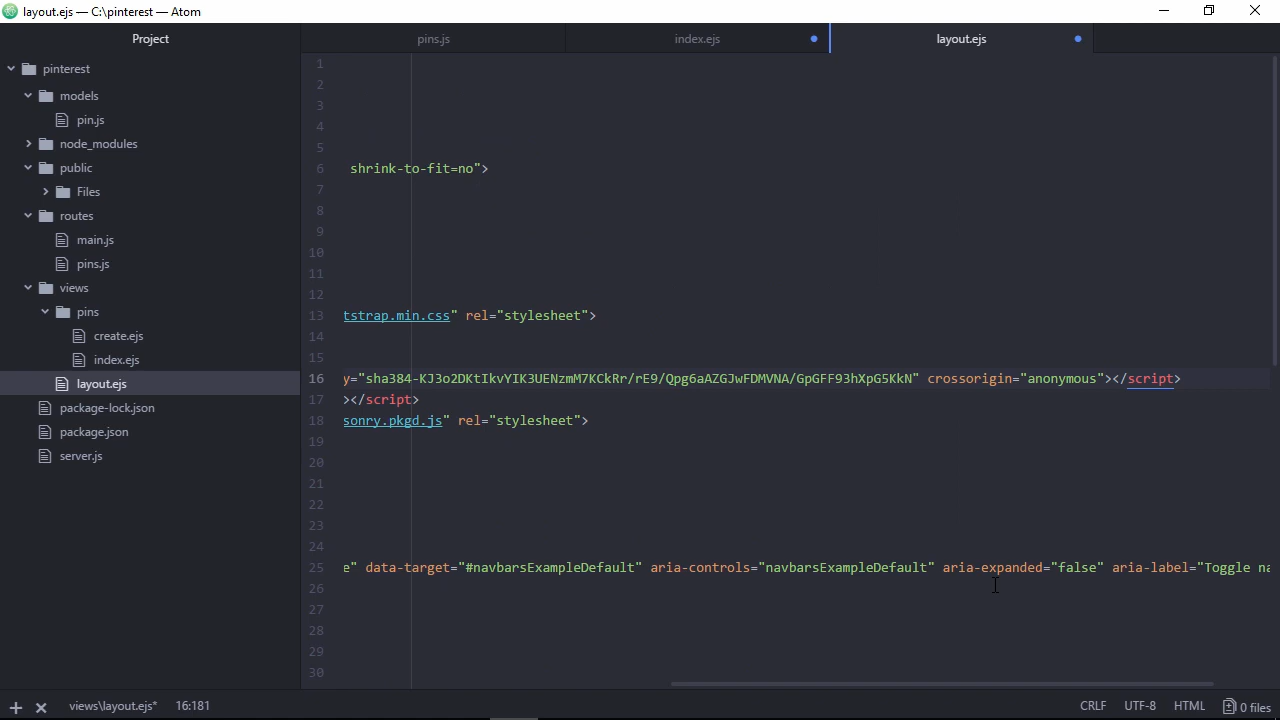 layout.ejs — C:\pinterest — Atom
Project
pins.js
index.ejs
layout.ejs
pinterest
models
pin.js
node_modules
public
Files
routes
main.js
pins.js
views
pins
create.ejs
index.ejs
layout.ejs
package-lock.json
package.json
server.js
1
2
3
4
5
6 shrink-to-fit=no">
7
8
9
10
11
12
13 tstrap.min.css" rel="stylesheet">
14
15
16 y="sha384-KJ3o2DKtIkvYIK3UENzmM7KCkRr/rE9/Qpg6aAZGJwFDMVNA/GpGFF93hXpG5KkN" crossorigin="anonymous"></script>
17 ></script>
18 sonry.pkgd.js" rel="stylesheet">
19
20
21
22
23
24
25 e" data-target="#navbarsExampleDefault" aria-controls="navbarsExampleDefault" aria-expanded="false" aria-label="Toggle na
26
27
28
29
30
views\layout.ejs* 16:181 CRLF UTF-8 HTML 0 files